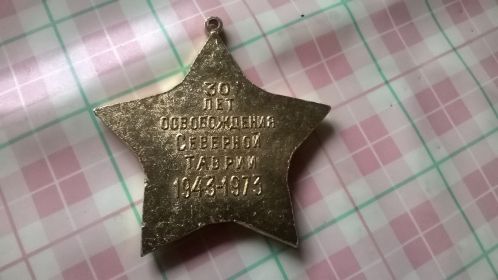 30
ЛЕТ
ОСВОБОЖДЕНИЯ
СЕВЕРНОЙ
ТАВРИИ
1943-1973